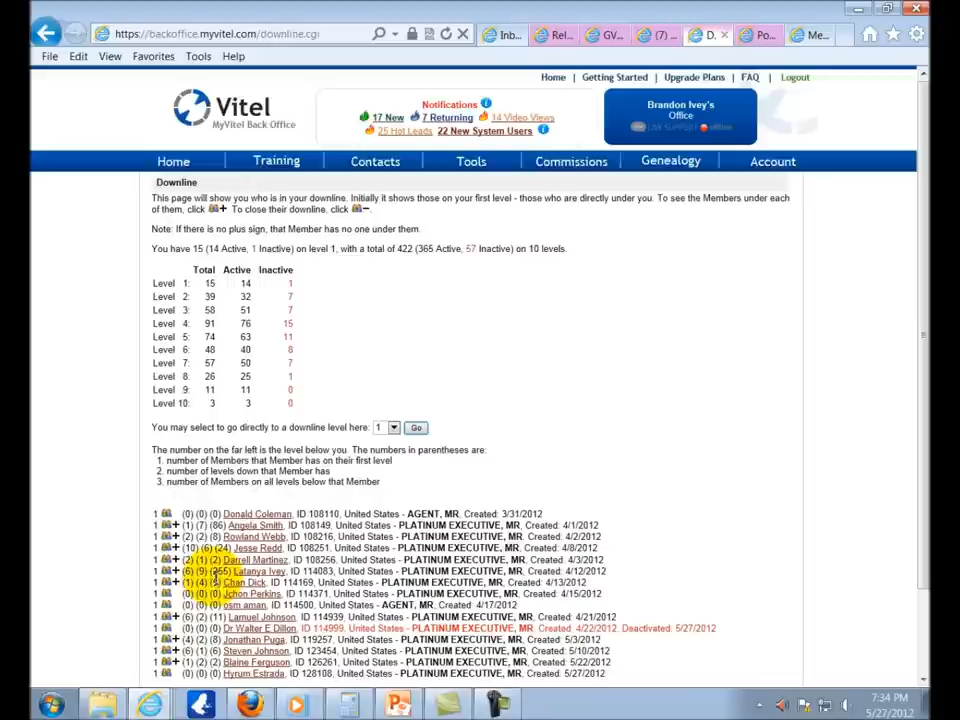 https://backoffice.myvitel.com/downline.cgi
Inb...
Rel...
GV...
(7) ...
D.
Po...
Me...
File Edit View Favorites Tools Help
Home Getting Started Upgrade Plans FAQ Logout
Vitel
MyVitel Back Office
Notifications
17 New 7 Returning 14 Video Views
25 Hot Leads 22 New System Users
Brandon Ivey's
Office
LIVE SUPPORT offline
Home Training Contacts Tools Commissions Genealogy Account
Downline
This page will show you who is in your downline. Initially it shows those on your first level - those who are directly under you. To see the Members under each
of them, click + To close their downline, click −.
Note: If there is no plus sign, that Member has no one under them.
You have 15 (14 Active, 1 Inactive) on level 1, with a total of 422 (365 Active, 57 Inactive) on 10 levels.
Total Active Inactive
Level 1: 15 14 1
Level 2: 39 32 7
Level 3: 58 51 7
Level 4: 91 76 15
Level 5: 74 63 11
Level 6: 48 40 8
Level 7: 57 50 7
Level 8: 26 25 1
Level 9: 11 11 0
Level 10: 3 3 0
You may select to go directly to a downline level here: 1 Go
The number on the far left is the level below you. The numbers in parentheses are:
1. number of Members that Member has on their first level
2. number of levels down that Member has
3. number of Members on all levels below that Member
1 (0) (0) (0) Donald Coleman, ID 108110, United States - AGENT, MR, Created: 3/31/2012
1 + (1) (7) (86) Angela Smith, ID 108149, United States - PLATINUM EXECUTIVE, MR, Created: 4/1/2012
1 + (2) (2) (8) Rowland Webb, ID 108216, United States - PLATINUM EXECUTIVE, MR, Created: 4/2/2012
1 + (10) (6) (24) Jesse Redd, ID 108251, United States - PLATINUM EXECUTIVE, MR, Created: 4/8/2012
1 + (2) (1) (2) Darrell Martinez, ID 108256, United States - PLATINUM EXECUTIVE, MR, Created: 4/3/2012
1 + (6) (9) (255) Latanya Ivey, ID 114083, United States - PLATINUM EXECUTIVE, MR, Created: 4/12/2012
1 + (1) (4) Chan Dick, ID 114169, United States - PLATINUM EXECUTIVE, MR, Created: 4/13/2012
1 (0) (0) (0) Jchon Perkins, ID 114371, United States - PLATINUM EXECUTIVE, MR, Created: 4/15/2012
1 (0) (0) (0) osm aman, ID 114500, United States - AGENT, MR, Created: 4/17/2012
1 + (6) (2) (11) Lamuel Johnson, ID 114939, United States - PLATINUM EXECUTIVE, MR, Created: 4/21/2012
1 (0) (0) (0) Dr Walter E Dillon, ID 114999, United States - PLATINUM EXECUTIVE, MR, Created: 4/22/2012. Deactivated: 5/27/2012
1 + (4) (2) (8) Jonathan Puga, ID 119257, United States - PLATINUM EXECUTIVE, MR, Created: 5/3/2012
1 + (6) (1) (6) Steven Johnson, ID 123454, United States - PLATINUM EXECUTIVE, MR, Created: 5/10/2012
1 + (2) (1) (2) Blaine Ferguson, ID 126261, United States - PLATINUM EXECUTIVE, MR, Created: 5/22/2012
1 (0) (0) (0) Hyrum Estrada, ID 128108, United States - PLATINUM EXECUTIVE, MR, Created: 5/27/2012
7:34 PM
5/27/2012